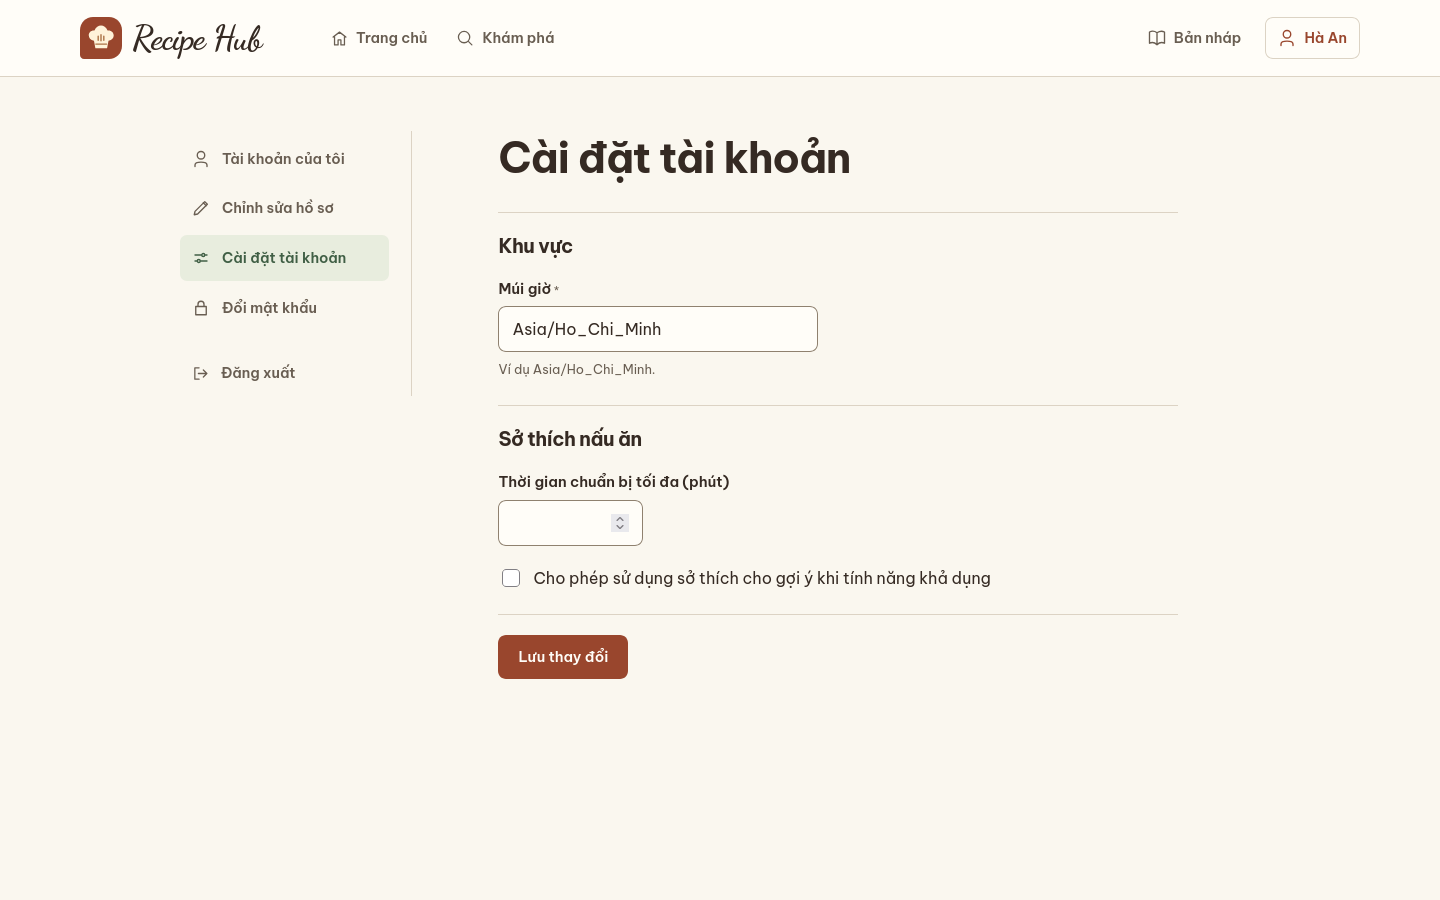 Recipe Hub
Trang chủ
Khám phá
Bản nháp
Hà An
Tài khoản của tôi
Chỉnh sửa hồ sơ
Cài đặt tài khoản
Đổi mật khẩu
Đăng xuất
Cài đặt tài khoản
Khu vực
Múi giờ *
Asia/Ho_Chi_Minh
Ví dụ Asia/Ho_Chi_Minh.
Sở thích nấu ăn
Thời gian chuẩn bị tối đa (phút)
Cho phép sử dụng sở thích cho gợi ý khi tính năng khả dụng
Lưu thay đổi